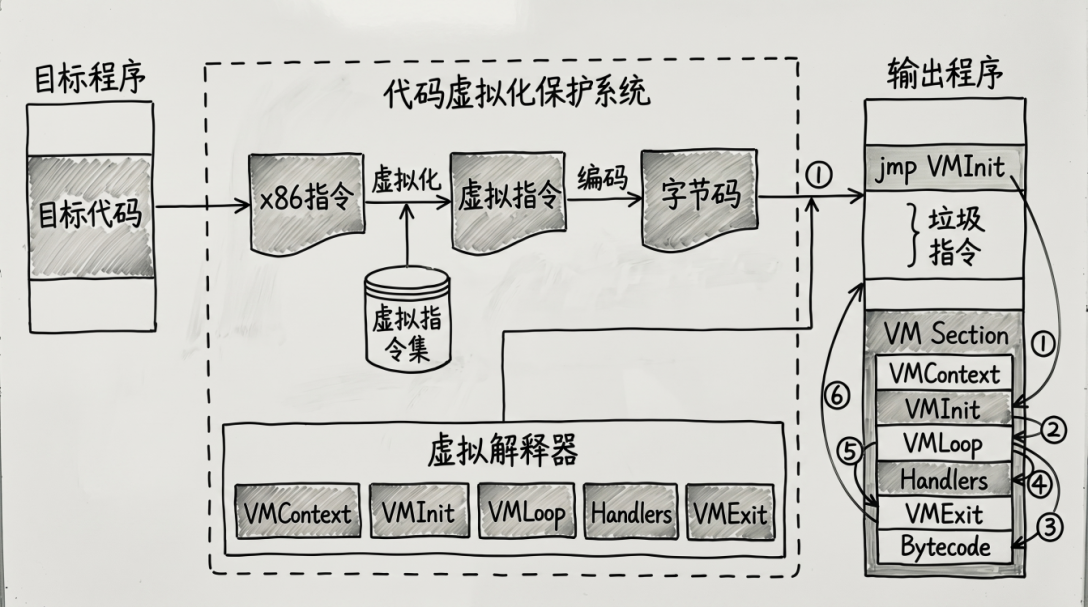 目标程序
目标代码
代码虚拟化保护系统
x86指令
虚拟化
虚拟指令
编码
字节码
①
虚拟指
令集
虚拟解释器
VMContext
VMInit
VMLoop
Handlers
VMExit
输出程序
jmp VMInit
垃圾
指令
VM Section
VMContext
VMInit
VMLoop
Handlers
VMExit
Bytecode
①
②
④
③
⑤
⑥